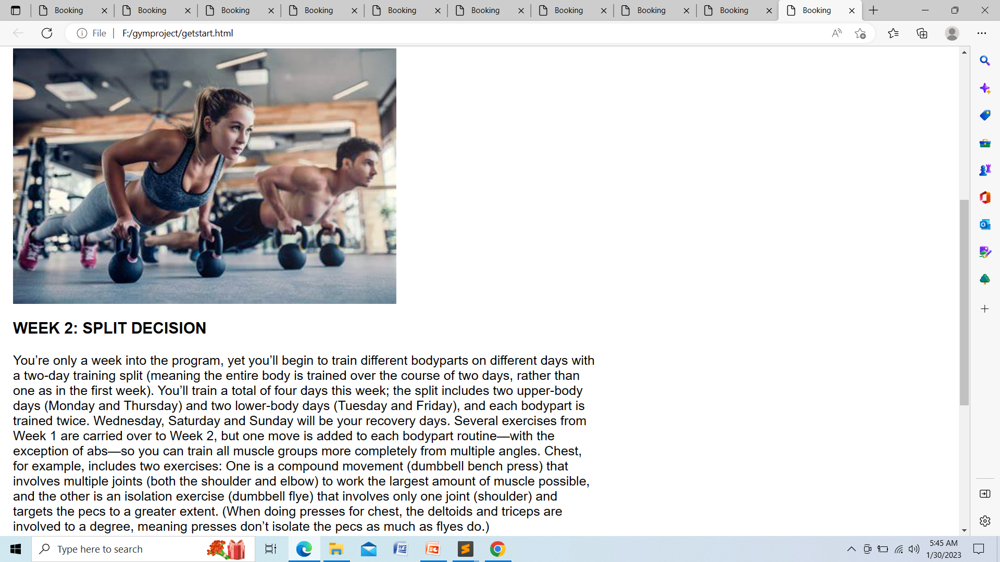 Booking Booking Booking Booking Booking Booking Booking Booking Booking Booking
File F:/gymproject/getstart.html
WEEK 2: SPLIT DECISION
You’re only a week into the program, yet you’ll begin to train different bodyparts on different days with
a two-day training split (meaning the entire body is trained over the course of two days, rather than
one as in the first week). You’ll train a total of four days this week; the split includes two upper-body
days (Monday and Thursday) and two lower-body days (Tuesday and Friday), and each bodypart is
trained twice. Wednesday, Saturday and Sunday will be your recovery days. Several exercises from
Week 1 are carried over to Week 2, but one move is added to each bodypart routine—with the
exception of abs—so you can train all muscle groups more completely from multiple angles. Chest,
for example, includes two exercises: One is a compound movement (dumbbell bench press) that
involves multiple joints (both the shoulder and elbow) to work the largest amount of muscle possible,
and the other is an isolation exercise (dumbbell flye) that involves only one joint (shoulder) and
targets the pecs to a greater extent. (When doing presses for chest, the deltoids and triceps are
involved to a degree, meaning presses don’t isolate the pecs as much as flyes do.)
Type here to search
5:45 AM
1/30/2023